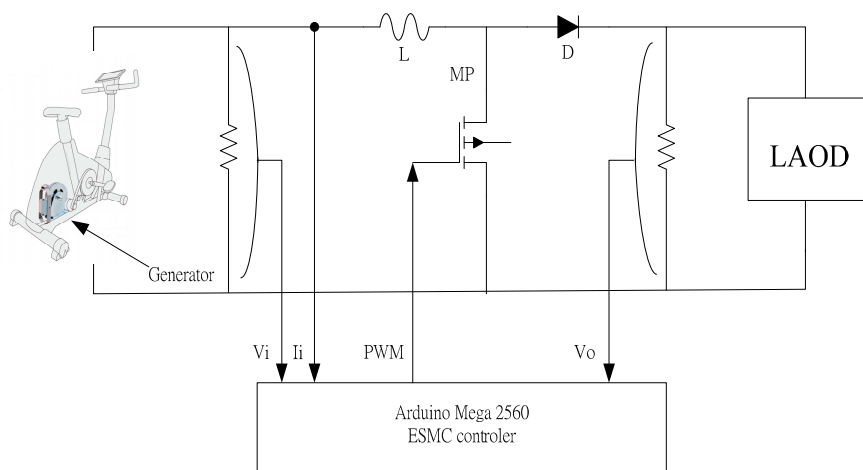 L
D
MP
LAOD
Generator
Vi
Ii
PWM
Vo
Arduino Mega 2560
ESMC controler